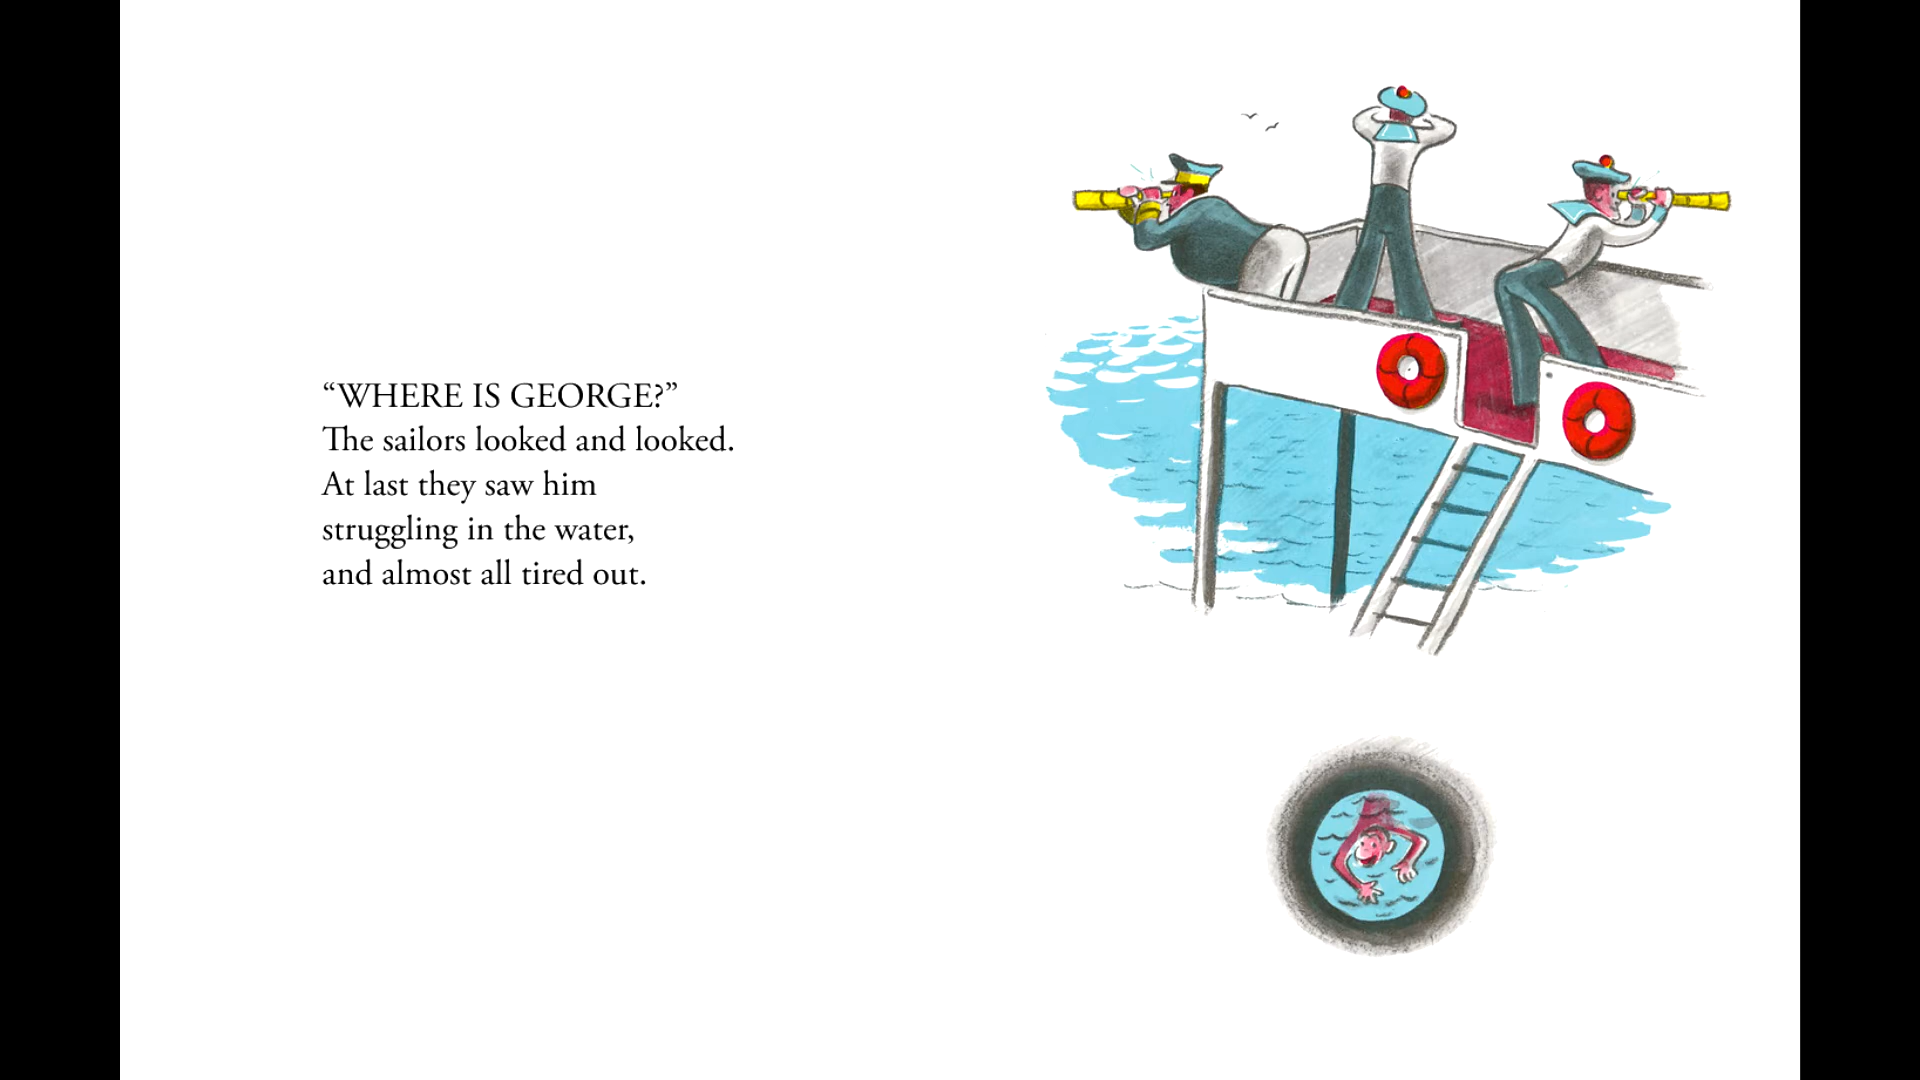 “WHERE IS GEORGE?”
The sailors looked and looked.
At last they saw him
struggling in the water,
and almost all tired out.